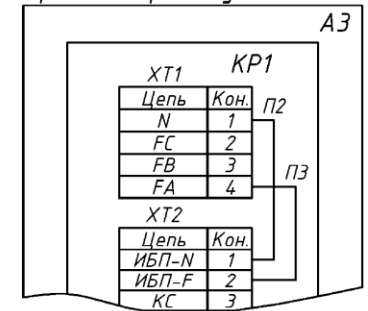 А3
КР1
ХТ1
Цепь Кон.
N 1
FC 2
FB 3
FA 4
П2
П3
ХТ2
Цепь Кон.
ИБП-N 1
ИБП-F 2
КС 3